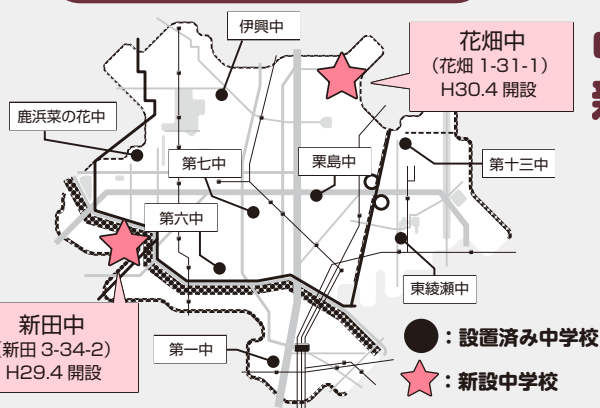 伊興中
花畑中
（花畑 1-31-1）
H30.4 開設
鹿浜菜の花中
第七中
栗島中
第十三中
第六中
東綾瀬中
新田中
（新田 3-34-2）
H29.4 開設
第一中
：設置済み中学校
：新設中学校